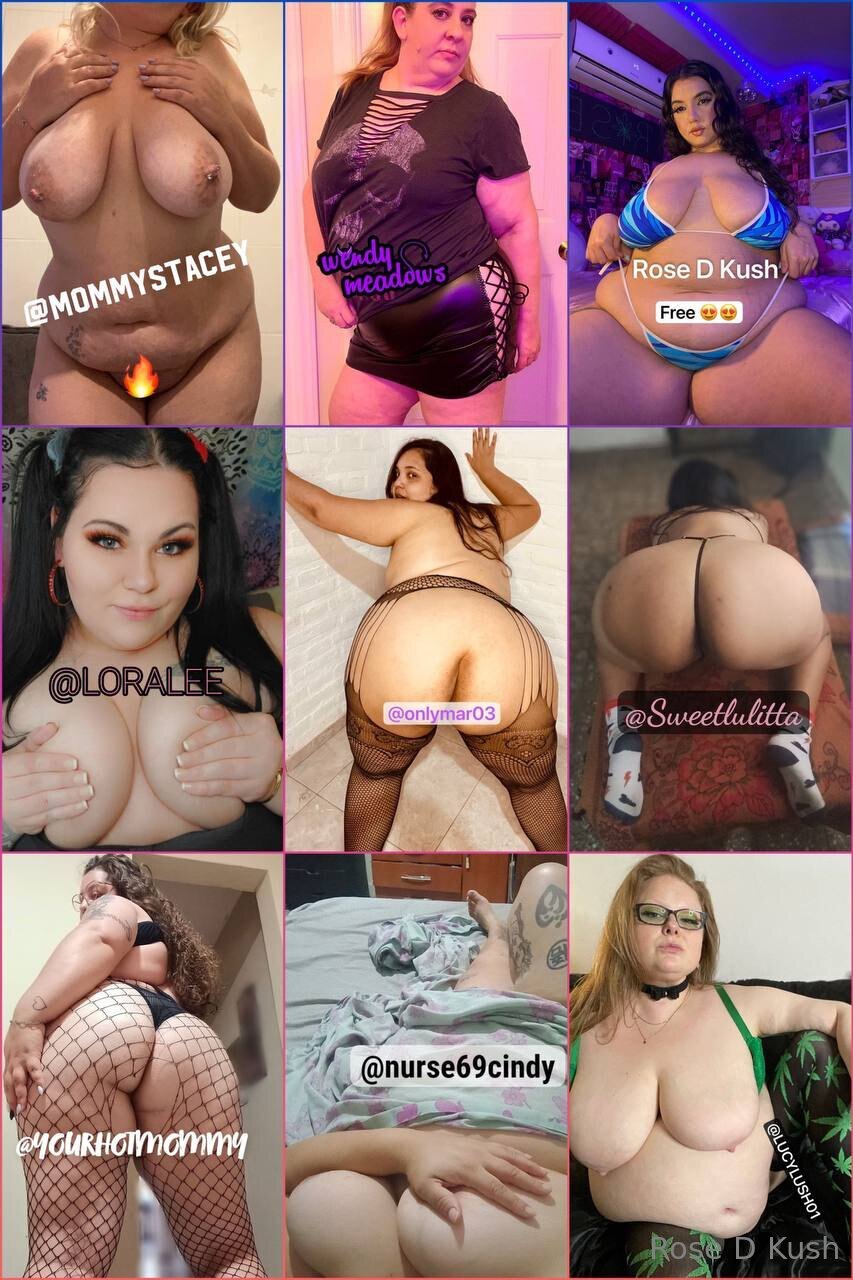 @MOMMYSTACEY
wendy
meadows
Rose D Kush
Free 😍😍
@LORALEE
@onlymar03
@Sweetlulitta
@YOURHOTMOMMY
@nurse69cindy
@LUCYLUSH01
Rose D Kush